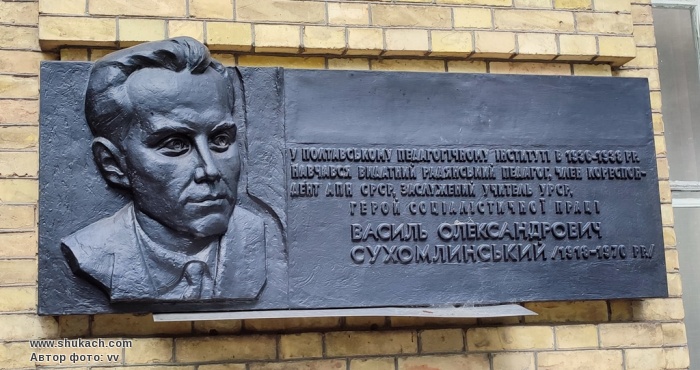 У ПОЛТАВСЬКОМУ ПЕДАГОГІЧНОМУ ІНСТИТУТІ В 1936-1938 РР.
НАВЧАВСЯ ВИДАТНИЙ РАДЯНСЬКИЙ ПЕДАГОГ, ЧЛЕН КОРЕСПОН-
ДЕНТ АПН СРСР, ЗАСЛУЖЕНИЙ УЧИТЕЛЬ УРСР,
ГЕРОЙ СОЦІАЛІСТИЧНОЇ ПРАЦІ
ВАСИЛЬ ОЛЕКСАНДРОВИЧ
СУХОМЛИНСЬКИЙ /1918-1970 РР./
www.shukach.com
Автор фото: vv